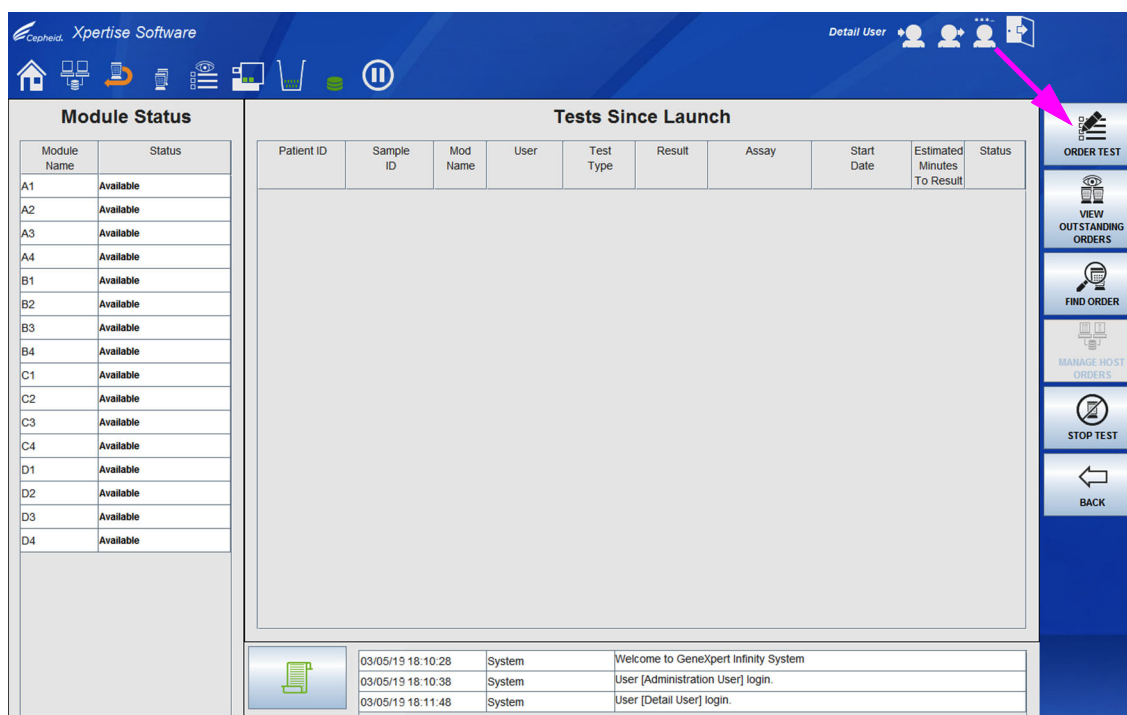 Cepheid. Xpertise Software
Detail User
Module Status
Module Name
Status
A1 Available
A2 Available
A3 Available
A4 Available
B1 Available
B2 Available
B3 Available
B4 Available
C1 Available
C2 Available
C3 Available
C4 Available
D1 Available
D2 Available
D3 Available
D4 Available
Tests Since Launch
Patient ID
Sample ID
Mod Name
User
Test Type
Result
Assay
Start Date
Estimated Minutes To Result
Status
03/05/19 18:10:28 System Welcome to GeneXpert Infinity System
03/05/19 18:10:38 System User [Administration User] login.
03/05/19 18:11:48 System User [Detail User] login.
ORDER TEST
VIEW
OUTSTANDING
ORDERS
FIND ORDER
MANAGE HOST
ORDERS
STOP TEST
BACK